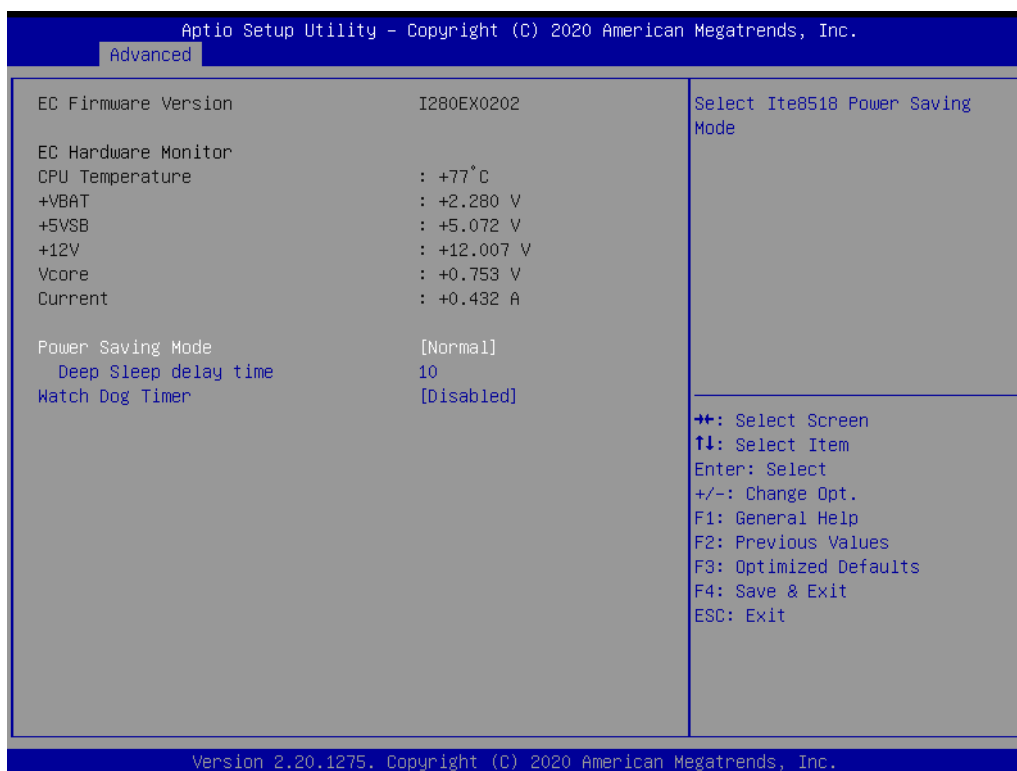 Aptio Setup Utility – Copyright (C) 2020 American Megatrends, Inc.
Advanced
EC Firmware Version I280EX0202
EC Hardware Monitor
CPU Temperature : +77°C
+VBAT : +2.280 V
+5VSB : +5.072 V
+12V : +12.007 V
Vcore : +0.753 V
Current : +0.432 A
Power Saving Mode [Normal]
Deep Sleep delay time 10
Watch Dog Timer [Disabled]
Select Ite8518 Power Saving
Mode
→←: Select Screen
↑↓: Select Item
Enter: Select
+/-: Change Opt.
F1: General Help
F2: Previous Values
F3: Optimized Defaults
F4: Save & Exit
ESC: Exit
Version 2.20.1275. Copyright (C) 2020 American Megatrends, Inc.